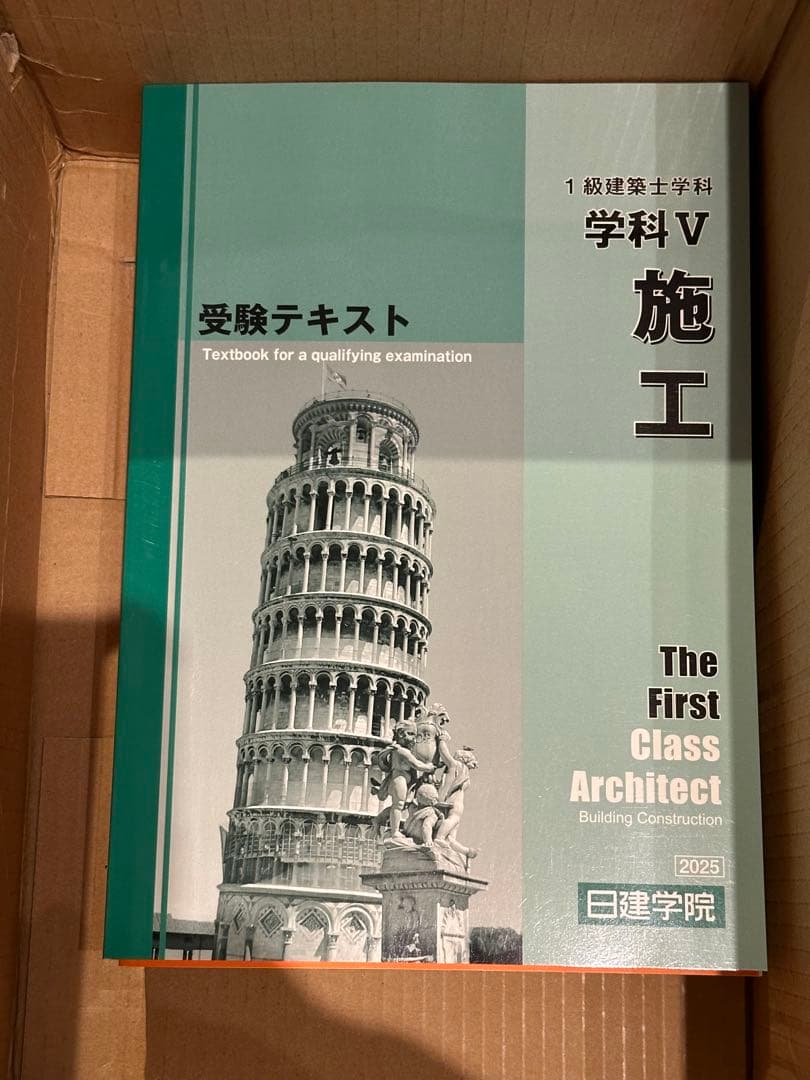 1級建築士学科
学科Ⅴ
施工
受験テキスト
Textbook for a qualifying examination
The
First
Class
Architect
Building Construction
2025
日建学院